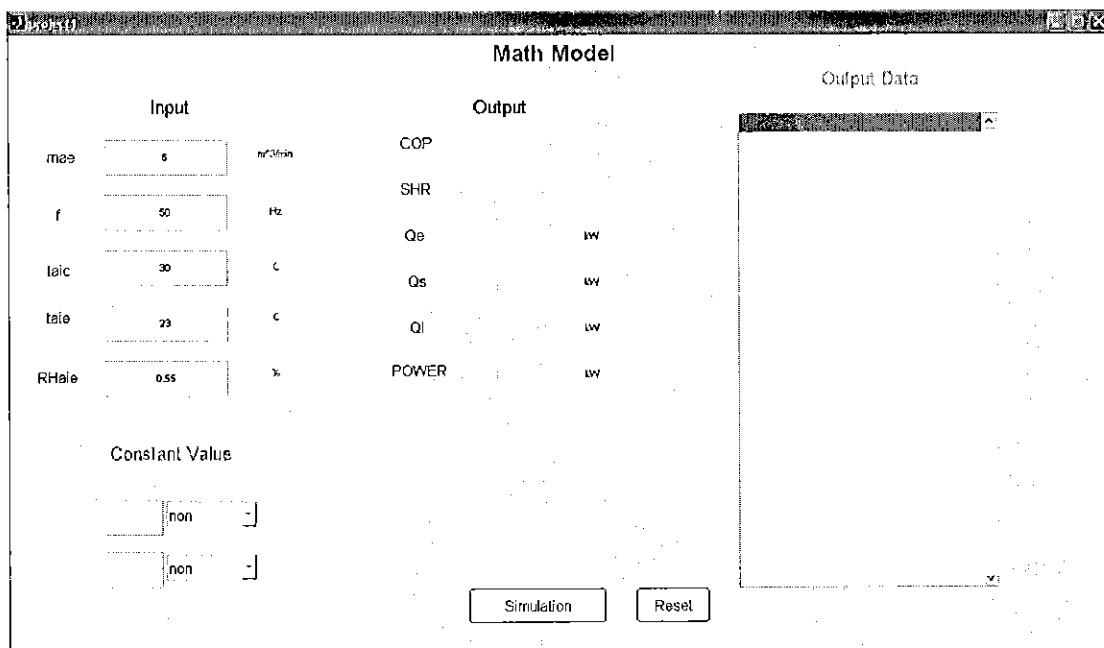 Math Model
Input
mae 6 m^3/min
f 50 Hz
taic 30 C
taie 23 C
RHaie 0.55 %
Constant Value
non
non
Output
COP
SHR
Qe kW
Qs kW
Ql kW
POWER kW
Simulation
Reset
Output Data